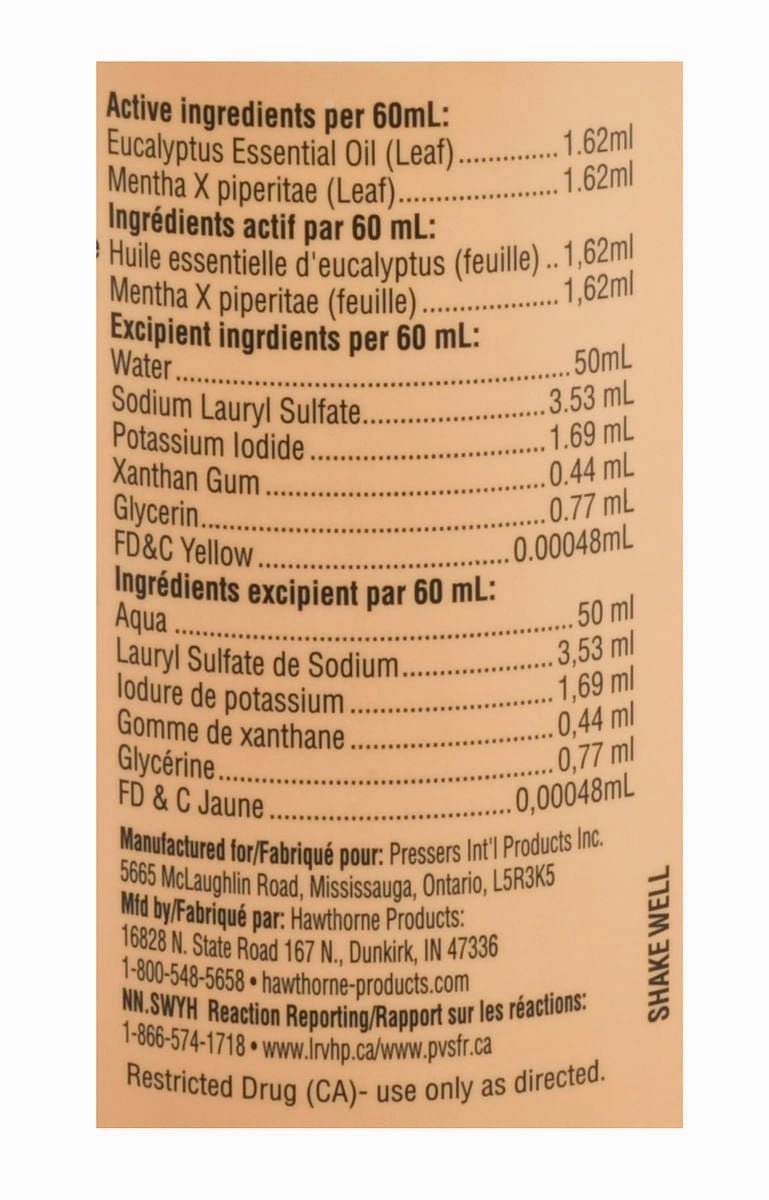 Active ingredients per 60mL:
Eucalyptus Essential Oil (Leaf).............. 1.62ml
Mentha X piperitae (Leaf)....................... 1.62ml
Ingrédients actif par 60 mL:
Huile essentielle d'eucalyptus (feuille) .. 1,62ml
Mentha X piperitae (feuille) ................... 1,62ml
Excipient ingrdients per 60 mL:
Water ........................................................ 50mL
Sodium Lauryl Sulfate.......................... 3.53 mL
Potassium Iodide .................................. 1.69 mL
Xanthan Gum ........................................ 0.44 mL
Glycerin................................................. 0.77 mL
FD&C Yellow ................................... 0.00048mL
Ingrédients excipient par 60 mL:
Aqua ........................................................ 50 ml
Lauryl Sulfate de Sodium..................... 3,53 ml
Iodure de potassium ............................. 1,69 ml
Gomme de xanthane ............................. 0,44 ml
Glycérine............................................... 0,77 ml
FD & C Jaune .................................. 0,00048mL
Manufactured for/Fabriqué pour: Pressers Int'l Products Inc.
5665 McLaughlin Road, Mississauga, Ontario, L5R3K5
Mfd by/Fabriqué par: Hawthorne Products:
16828 N. State Road 167 N., Dunkirk, IN 47336
1-800-548-5658 • hawthorne-products.com
NN.SWYH Reaction Reporting/Rapport sur les réactions:
1-866-574-1718 • www.lrvhp.ca/www.pvsfr.ca
Restricted Drug (CA)- use only as directed.
SHAKE WELL